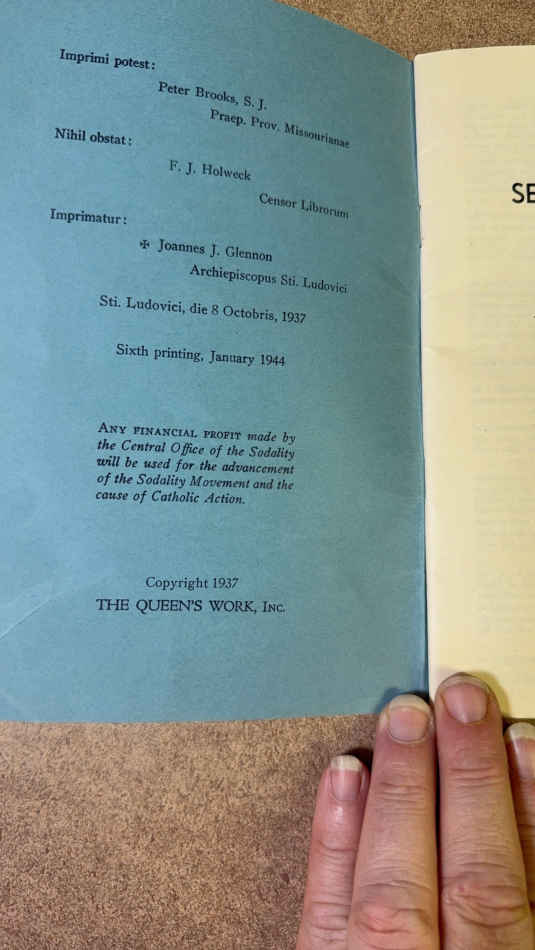 Imprimi potest:
Peter Brooks, S. J.
Praep. Prov. Missourianae
Nihil obstat:
F. J. Holweck
Censor Librorum
Imprimatur:
✠ Joannes J. Glennon
Archiepiscopus Sti. Ludovici
Sti. Ludovici, die 8 Octobris, 1937
Sixth printing, January 1944
ANY FINANCIAL PROFIT made by
the Central Office of the Sodality
will be used for the advancement
of the Sodality Movement and the
cause of Catholic Action.
Copyright 1937
THE QUEEN'S WORK, INC.
SE